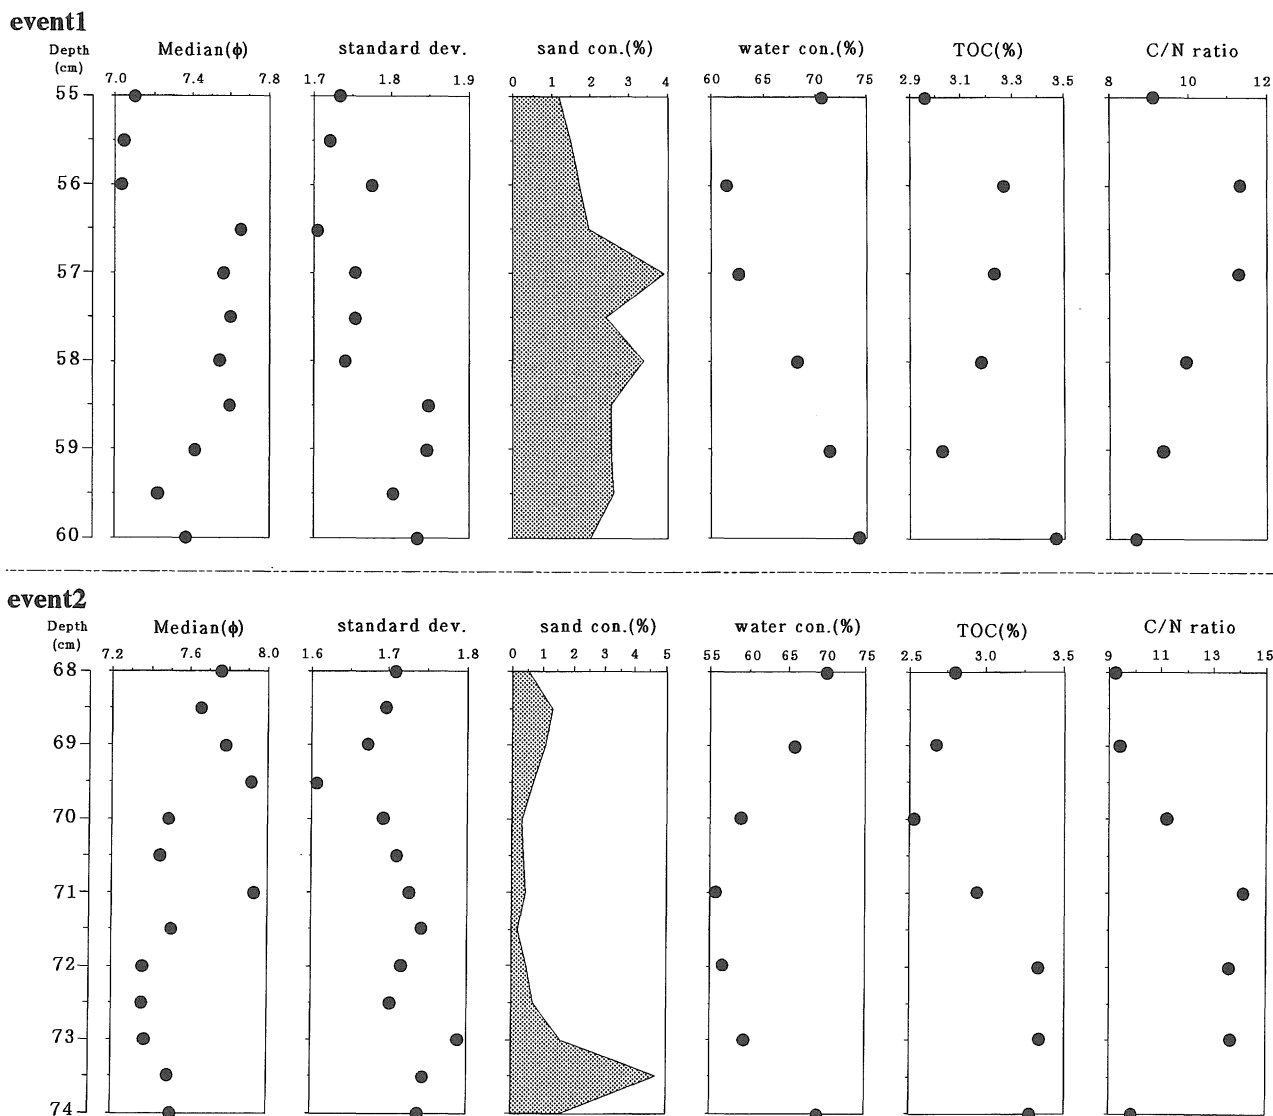 event1
Depth (cm) Median(ϕ) standard dev. sand con.(%) water con.(%) TOC(%) C/N ratio
7.0 7.4 7.8 1.7 1.8 1.9 0 1 2 3 4 60 65 70 75 2.9 3.1 3.3 3.5 8 10 12
55
56
57
58
59
60
event2
Depth (cm) Median(ϕ) standard dev. sand con.(%) water con.(%) TOC(%) C/N ratio
7.2 7.6 8.0 1.6 1.7 1.8 0 1 2 3 4 5 55 60 65 70 75 2.5 3.0 3.5 9 11 13 15
68
69
70
71
72
73
74